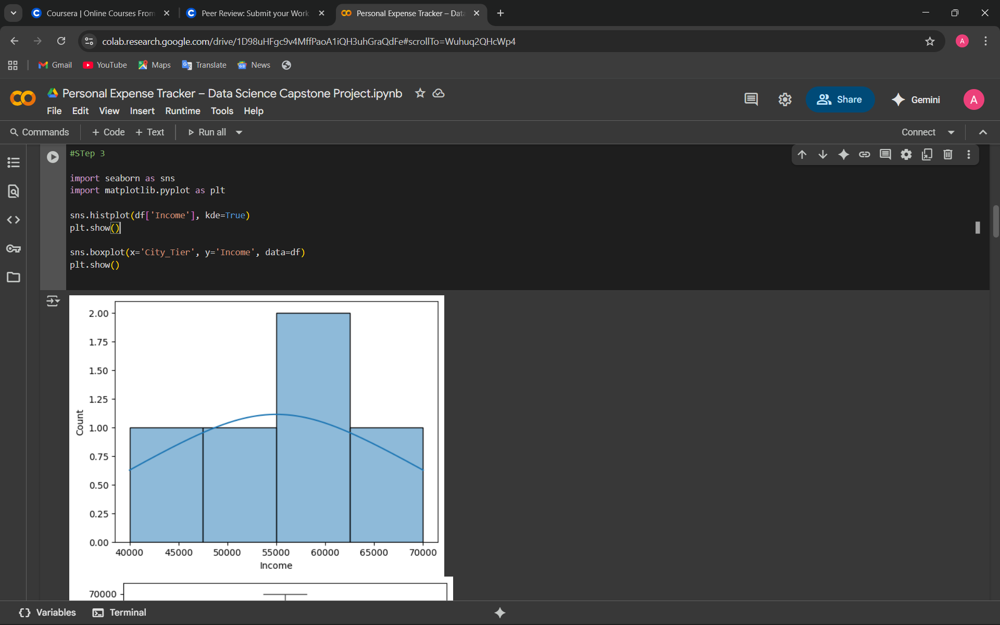 Coursera | Online Courses From
Peer Review: Submit your Work
Personal Expense Tracker – Data
colab.research.google.com/drive/1D98uHFgc9v4MffPaoA1iQH3uhGraQdFe#scrollTo=Wuhuq2QHcWp4
A
Gmail
YouTube
Maps
Translate
News
Personal Expense Tracker – Data Science Capstone Project.ipynb
File Edit View Insert Runtime Tools Help
Share
Gemini
A
Commands
+ Code
+ Text
Run all
Connect
#STep 3
import seaborn as sns
import matplotlib.pyplot as plt
sns.histplot(df['Income'], kde=True)
plt.show()
sns.boxplot(x='City_Tier', y='Income', data=df)
plt.show()
2.00
1.75
1.50
1.25
1.00
0.75
0.50
0.25
0.00
Count
40000 45000 50000 55000 60000 65000 70000
Income
70000
Variables
Terminal